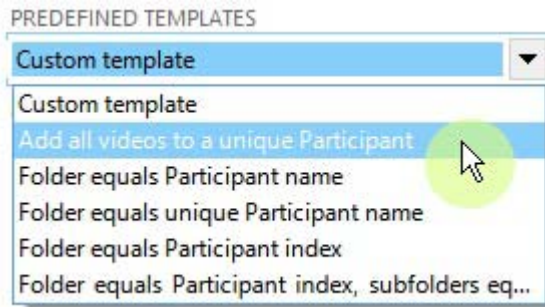 PREDEFINED TEMPLATES
Custom template
Custom template
Add all videos to a unique Participant
Folder equals Participant name
Folder equals unique Participant name
Folder equals Participant index
Folder equals Participant index, subfolders eq...